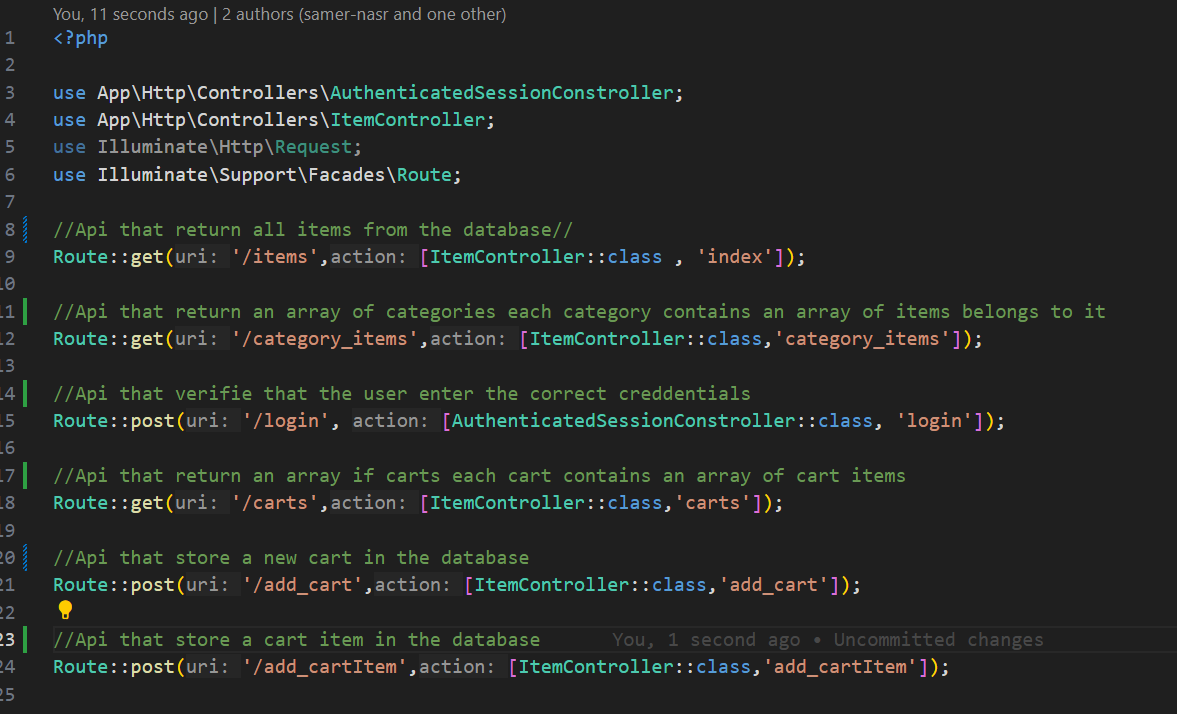 You, 11 seconds ago | 2 authors (samer-nasr and one other)
1 <?php
2
3 use App\Http\Controllers\AuthenticatedSessionConstroller;
4 use App\Http\Controllers\ItemController;
5 use Illuminate\Http\Request;
6 use Illuminate\Support\Facades\Route;
7
8 //Api that return all items from the database//
9 Route::get(uri: '/items',action: [ItemController::class , 'index']);
10
11 //Api that return an array of categories each category contains an array of items belongs to it
12 Route::get(uri: '/category_items',action: [ItemController::class,'category_items']);
13
14 //Api that verifie that the user enter the correct creddentials
15 Route::post(uri: '/login', action: [AuthenticatedSessionConstroller::class, 'login']);
16
17 //Api that return an array if carts each cart contains an array of cart items
18 Route::get(uri: '/carts',action: [ItemController::class,'carts']);
19
20 //Api that store a new cart in the database
21 Route::post(uri: '/add_cart',action: [ItemController::class,'add_cart']);
22
23 //Api that store a cart item in the database You, 1 second ago • Uncommitted changes
24 Route::post(uri: '/add_cartItem',action: [ItemController::class,'add_cartItem']);
25